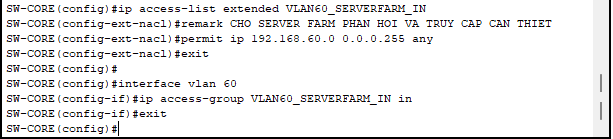 SW-CORE(config)#ip access-list extended VLAN60_SERVERFARM_IN
SW-CORE(config-ext-nacl)#remark CHO SERVER FARM PHAN HOI VA TRUY CAP CAN THIET
SW-CORE(config-ext-nacl)#permit ip 192.168.60.0 0.0.0.255 any
SW-CORE(config-ext-nacl)#exit
SW-CORE(config)#
SW-CORE(config)#interface vlan 60
SW-CORE(config-if)#ip access-group VLAN60_SERVERFARM_IN in
SW-CORE(config-if)#exit
SW-CORE(config)#